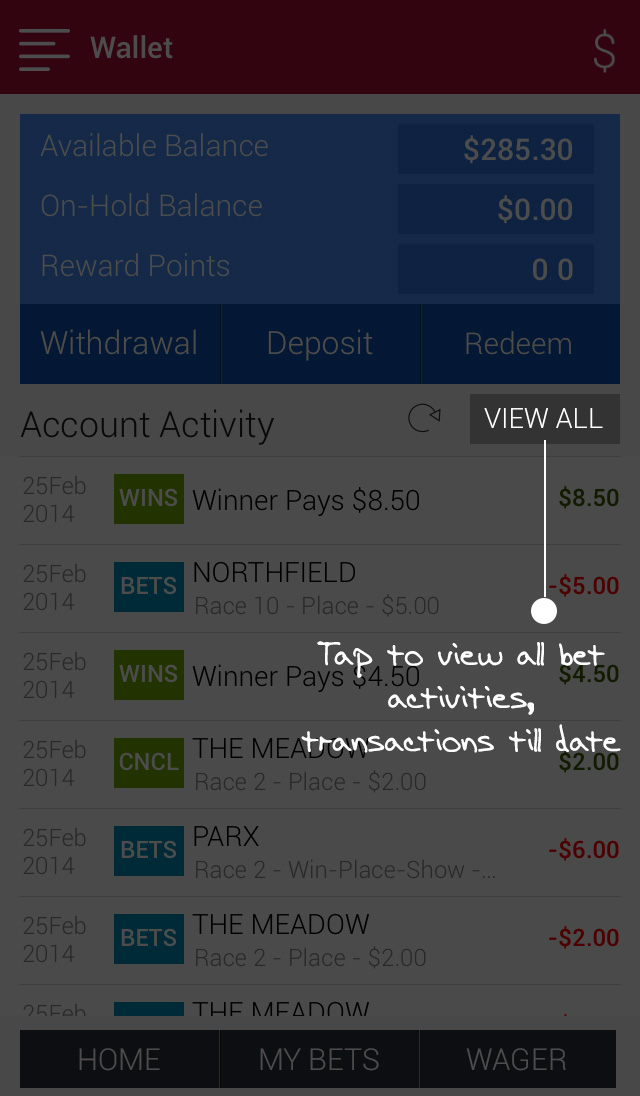 Wallet $
Available Balance $285.30
On-Hold Balance $0.00
Reward Points 0 0
Withdrawal Deposit Redeem
Account Activity VIEW ALL
25Feb 2014 WINS Winner Pays $8.50 $8.50
25Feb 2014 BETS NORTHFIELD -$5.00
Race 10 - Place - $5.00
25Feb 2014 WINS Winner Pays $4.50 $4.50
Tap to view all bet
activities,
transactions till date
25Feb 2014 CNCL THE MEADOW $2.00
Race 2 - Place - $2.00
25Feb 2014 BETS PARX -$6.00
Race 2 - Win-Place-Show -...
25Feb 2014 BETS THE MEADOW -$2.00
Race 2 - Place - $2.00
25Feb THE MEADOW
HOME MY BETS WAGER